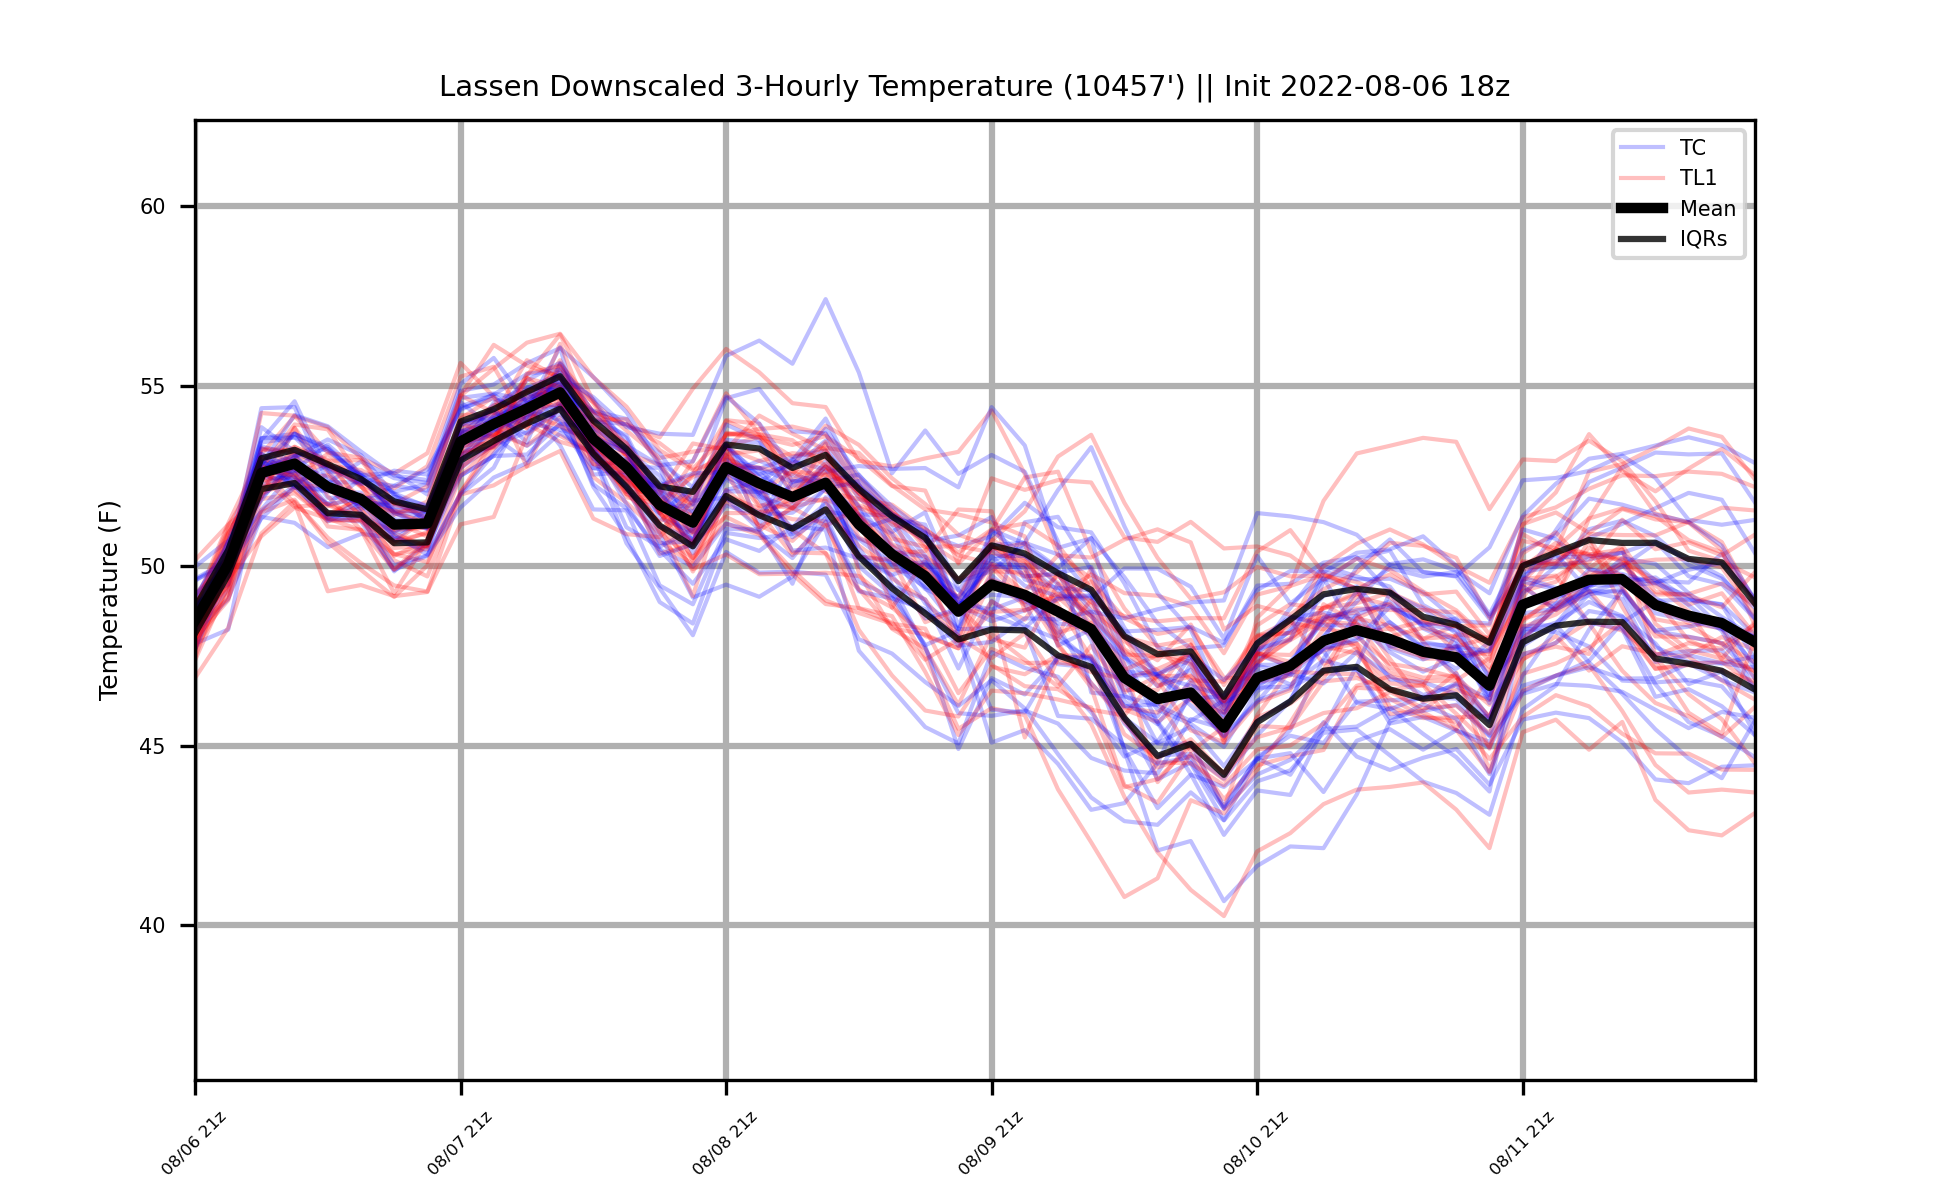 Lassen Downscaled 3-Hourly Temperature (10457') || Init 2022-08-06 18z
TC
TL1
Mean
IQRs
Temperature (F)
60
55
50
45
40
08/06 21z
08/07 21z
08/08 21z
08/09 21z
08/10 21z
08/11 21z